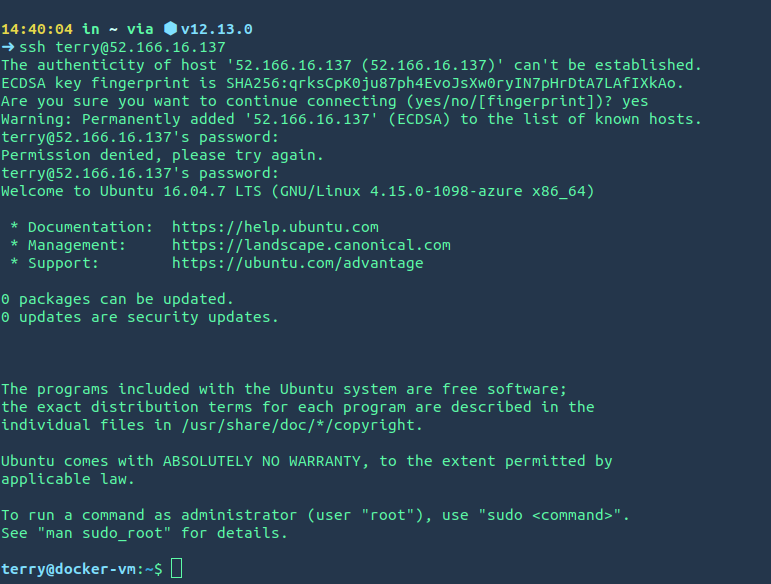 14:40:04 in ~ via ⬢v12.13.0
➜ssh terry@52.166.16.137
The authenticity of host '52.166.16.137 (52.166.16.137)' can't be established.
ECDSA key fingerprint is SHA256:qrksCpK0ju87ph4EvoJsXw0ryIN7pHrDtA7LAfIXkAo.
Are you sure you want to continue connecting (yes/no/[fingerprint])? yes
Warning: Permanently added '52.166.16.137' (ECDSA) to the list of known hosts.
terry@52.166.16.137's password:
Permission denied, please try again.
terry@52.166.16.137's password:
Welcome to Ubuntu 16.04.7 LTS (GNU/Linux 4.15.0-1098-azure x86_64)
* Documentation:  https://help.ubuntu.com
* Management:     https://landscape.canonical.com
* Support:        https://ubuntu.com/advantage
0 packages can be updated.
0 updates are security updates.
The programs included with the Ubuntu system are free software;
the exact distribution terms for each program are described in the
individual files in /usr/share/doc/*/copyright.
Ubuntu comes with ABSOLUTELY NO WARRANTY, to the extent permitted by
applicable law.
To run a command as administrator (user "root"), use "sudo <command>".
See "man sudo_root" for details.
terry@docker-vm:~$